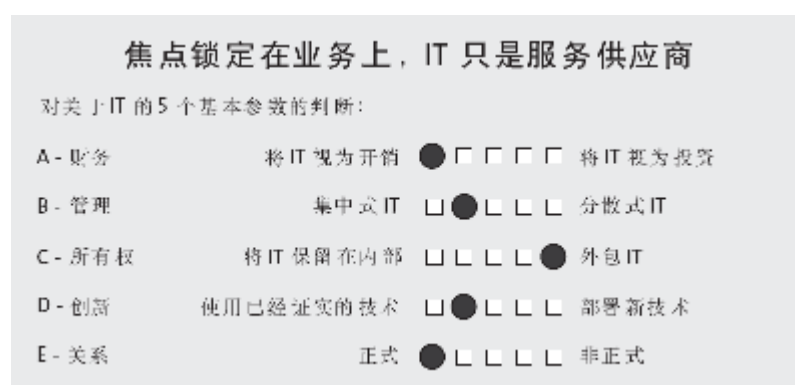 焦点锁定在业务上，IT 只是服务供应商
对关于IT 的5 个基本参数的判断：
A - 财务 将IT 视为开销 ●□□□□ 将IT 视为投资
B - 管理 集中式IT □●□□□ 分散式IT
C - 所有权 将IT 保留在内部 □□□□● 外包IT
D - 创新 使用已经证实的技术 □●□□□ 部署新技术
E - 关系 正式 ●□□□□ 非正式